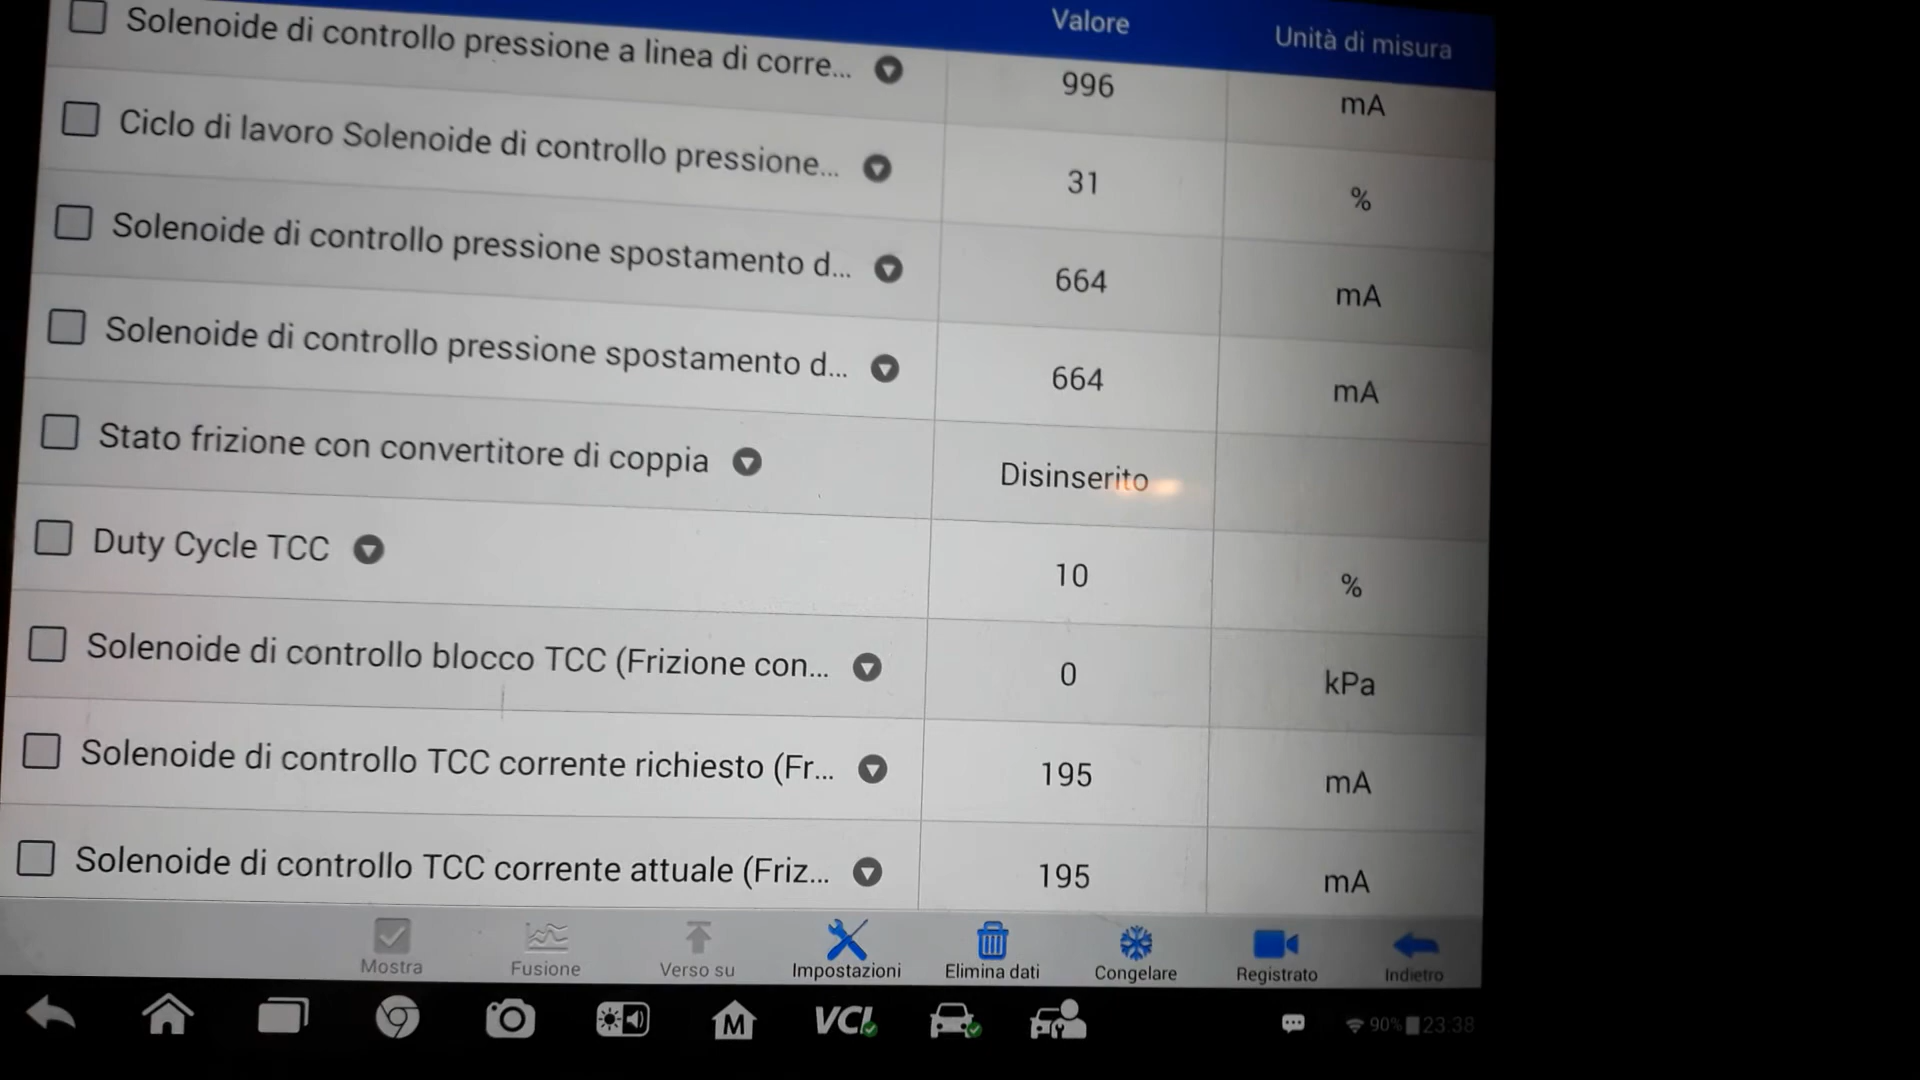 Valore Unità di misura
Solenoide di controllo pressione a linea di corre... 996 mA
Ciclo di lavoro Solenoide di controllo pressione... 31 %
Solenoide di controllo pressione spostamento d... 664 mA
Solenoide di controllo pressione spostamento d... 664 mA
Stato frizione con convertitore di coppia Disinserito
Duty Cycle TCC 10 %
Solenoide di controllo blocco TCC (Frizione con... 0 kPa
Solenoide di controllo TCC corrente richiesto (Fr... 195 mA
Solenoide di controllo TCC corrente attuale (Friz... 195 mA
Mostra Fusione Verso su Impostazioni Elimina dati Congelare Registrato Indietro
M VCI 90% 23:38